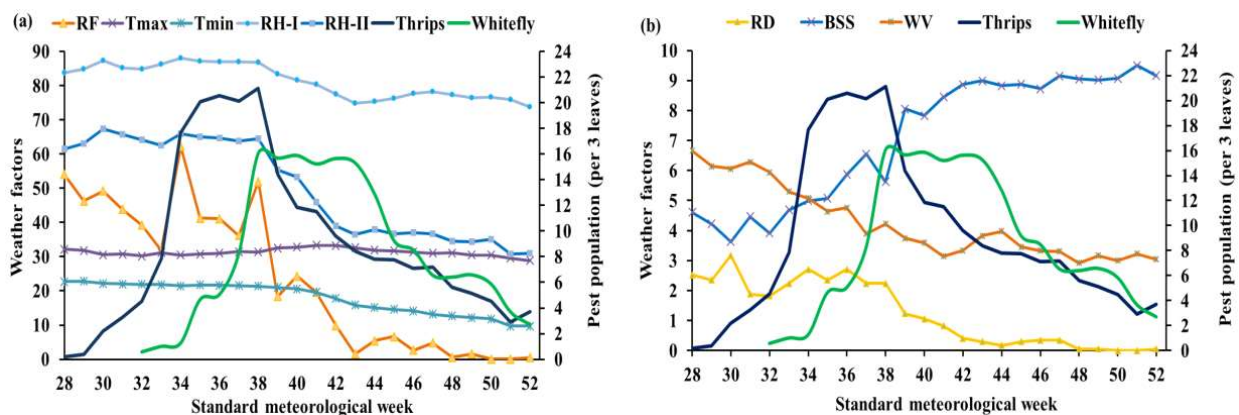 (a) RF Tmax Tmin RH-I RH-II Thrips Whitefly
90 24
80 22
70 20
60 18
50 16
40 14
30 12
20 10
10 8
0 6
4
2
0
Weather factors
Pest population (per 3 leaves)
28 30 32 34 36 38 40 42 44 46 48 50 52
Standard meteorological week
(b) RD BSS WV Thrips Whitefly
10 24
9 22
8 20
7 18
6 16
5 14
4 12
3 10
2 8
1 6
0 4
2
0
Weather factors
Pest population (per 3 leaves)
28 30 32 34 36 38 40 42 44 46 48 50 52
Standard meteorological week